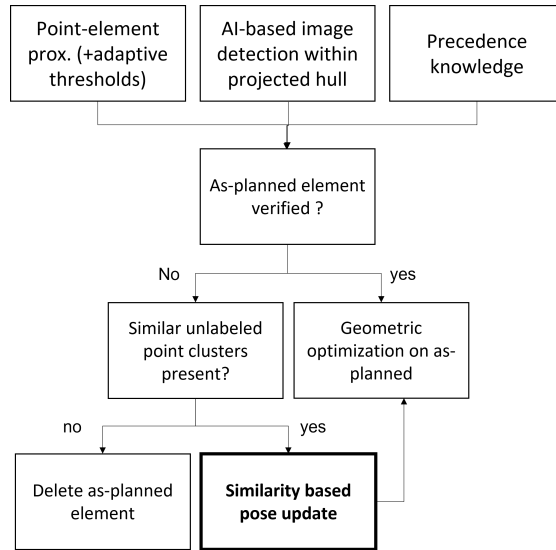 Point-element
prox. (+adaptive
thresholds)
AI-based image
detection within
projected hull
Precedence
knowledge
As-planned element
verified ?
No
yes
Similar unlabeled
point clusters
present?
Geometric
optimization on as-
planned
no
yes
Delete as-planned
element
Similarity based
pose update